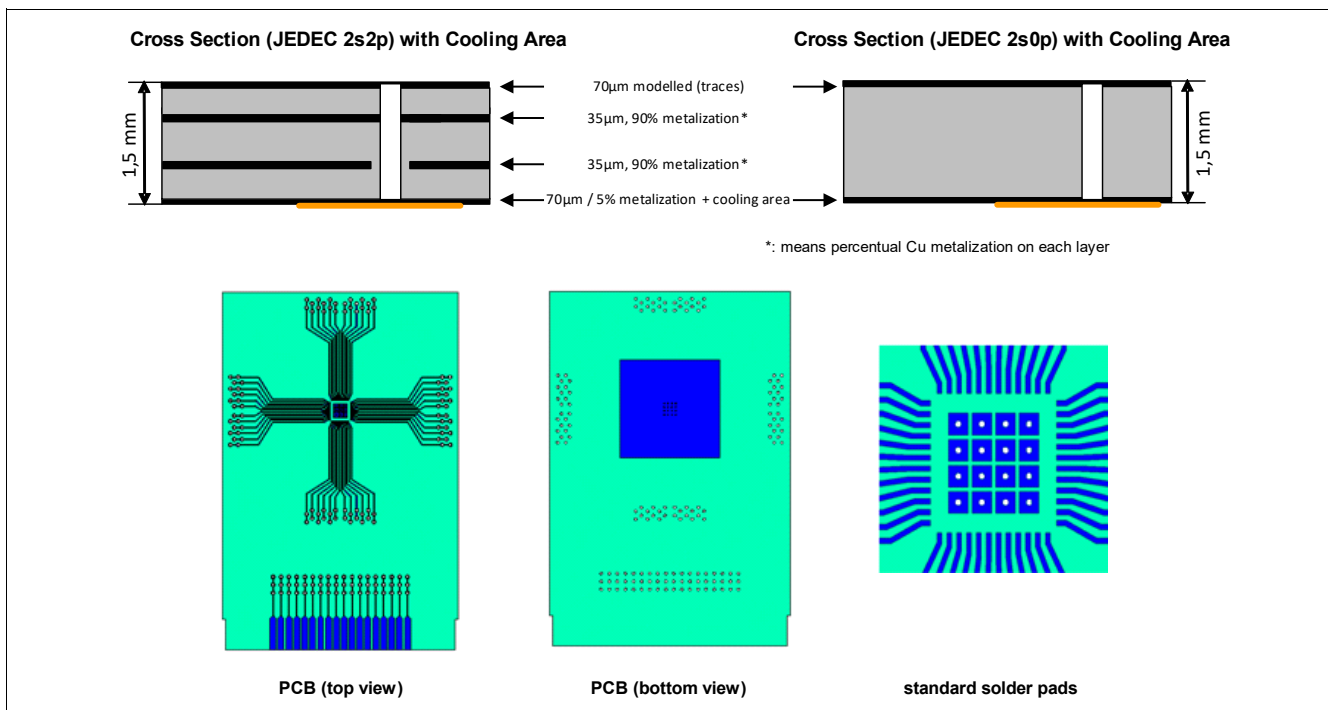 Cross Section (JEDEC 2s2p) with Cooling Area
Cross Section (JEDEC 2s0p) with Cooling Area
1,5 mm
70µm modelled (traces)
35µm, 90% metalization*
35µm, 90% metalization*
70µm / 5% metalization + cooling area
1,5 mm
*: means percentual Cu metalization on each layer
PCB (top view)
PCB (bottom view)
standard solder pads